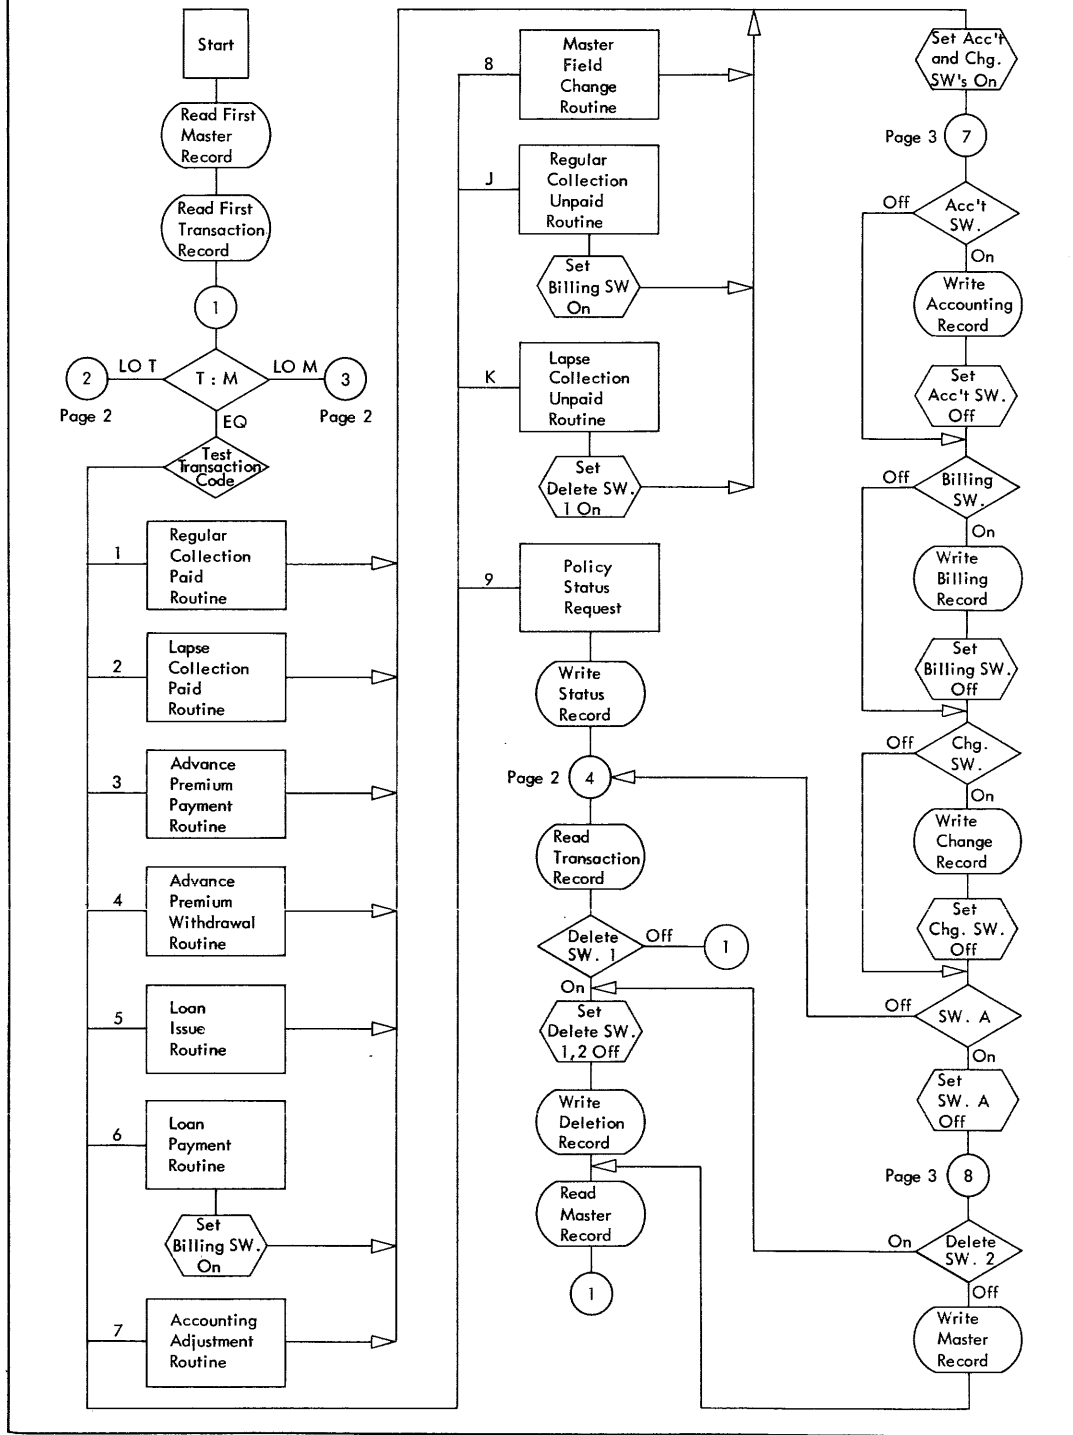 Start
Read First
Master
Record
Read First
Transaction
Record
1
LO T
T : M
LO M
2
3
Page 2
Page 2
EQ
Test
Transaction
Code
1
Regular
Collection
Paid
Routine
2
Lapse
Collection
Paid
Routine
3
Advance
Premium
Payment
Routine
4
Advance
Premium
Withdrawal
Routine
5
Loan
Issue
Routine
6
Loan
Payment
Routine
Set
Billing SW.
On
7
Accounting
Adjustment
Routine
8
Master
Field
Change
Routine
J
Regular
Collection
Unpaid
Routine
Set
Billing SW
On
K
Lapse
Collection
Unpaid
Routine
Set
Delete SW.
1 On
9
Policy
Status
Request
Write
Status
Record
Page 2
4
Read
Transaction
Record
Delete
SW. 1
Off
1
On
Set
Delete SW.
1,2 Off
Write
Deletion
Record
Read
Master
Record
1
Set Acc't
and Chg.
SW's On
Page 3
7
Off
Acc't
SW.
On
Write
Accounting
Record
Set
Acc't SW.
Off
Off
Billing
SW.
On
Write
Billing
Record
Set
Billing SW.
Off
Off
Chg.
SW.
On
Write
Change
Record
Set
Chg. SW.
Off
Off
SW. A
On
Set
SW. A
Off
Page 3
8
On
Delete
SW. 2
Off
Write
Master
Record